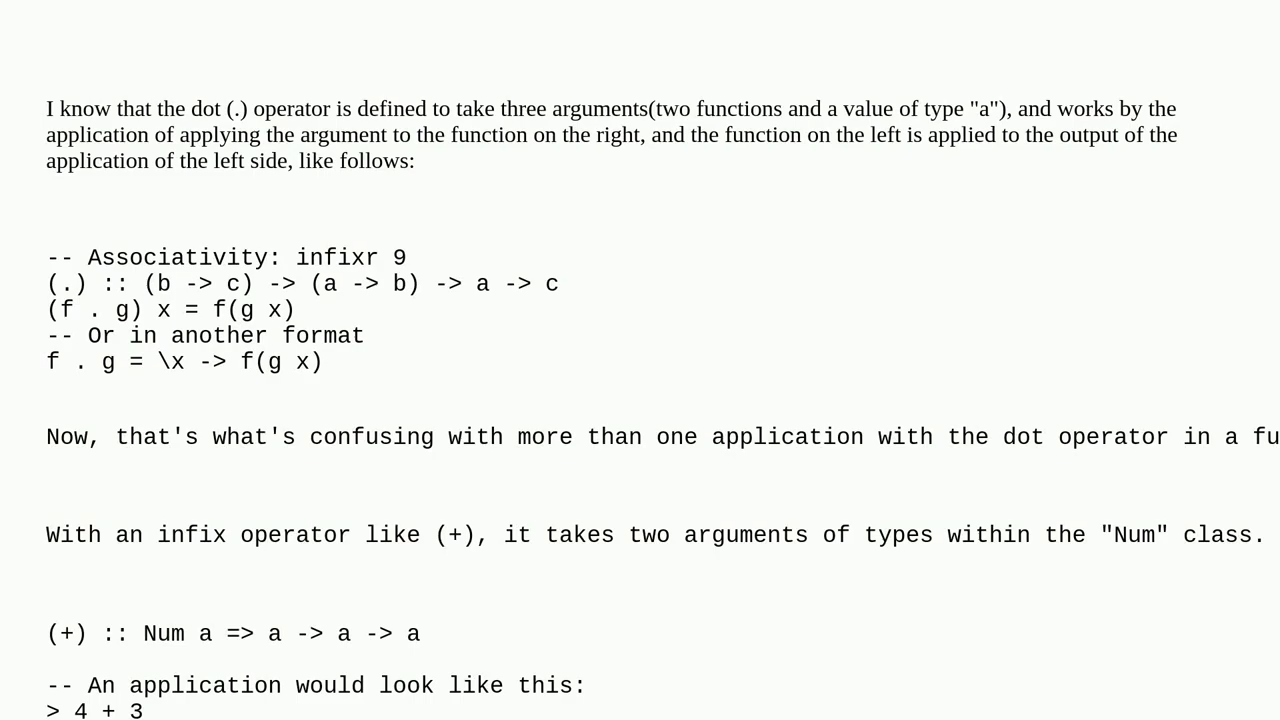 I know that the dot (.) operator is defined to take three arguments(two functions and a value of type "a"), and works by the
application of applying the argument to the function on the right, and the function on the left is applied to the output of the
application of the left side, like follows:
-- Associativity: infixr 9
(.) :: (b -> c) -> (a -> b) -> a -> c
(f . g) x = f(g x)
-- Or in another format
f . g = \x -> f(g x)
Now, that's what's confusing with more than one application with the dot operator in a fu
With an infix operator like (+), it takes two arguments of types within the "Num" class.
(+) :: Num a => a -> a -> a
-- An application would look like this:
> 4 + 3